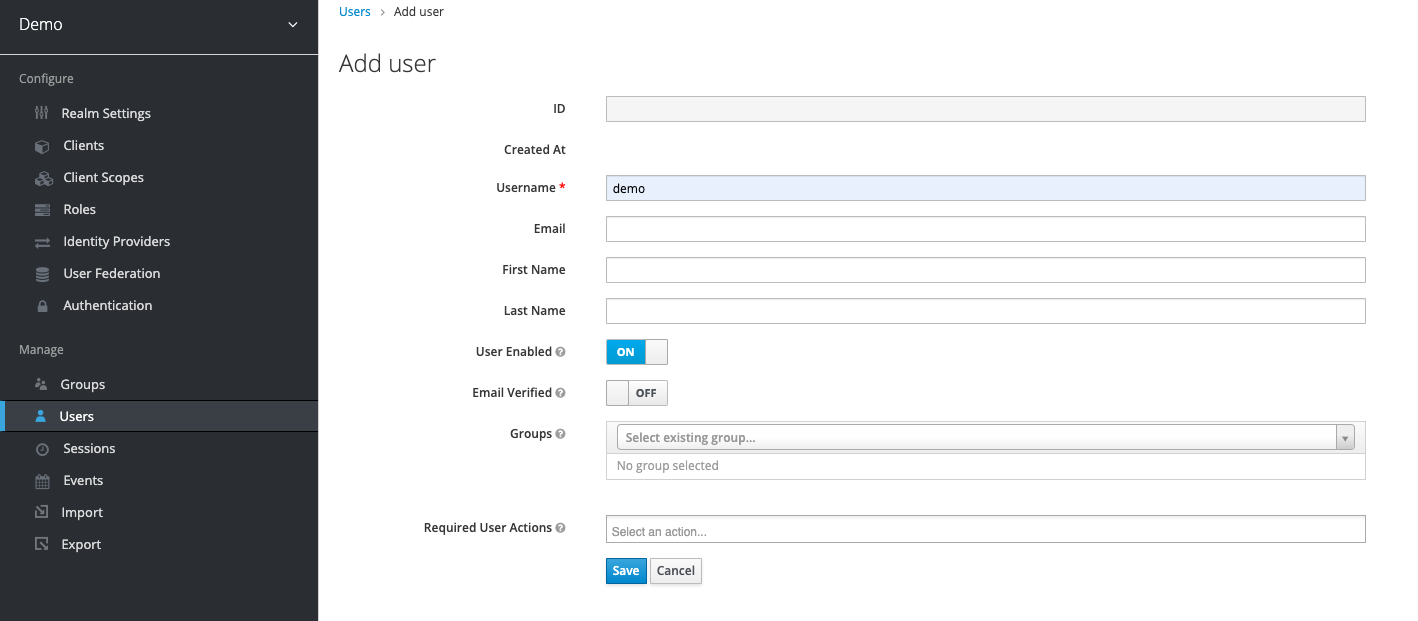 Demo
Configure
Realm Settings
Clients
Client Scopes
Roles
Identity Providers
User Federation
Authentication
Manage
Groups
Users
Sessions
Events
Import
Export
Users > Add user
Add user
ID
Created At
Username * demo
Email
First Name
Last Name
User Enabled ? ON
Email Verified ? OFF
Groups ? Select existing group...
No group selected
Required User Actions ? Select an action...
Save Cancel